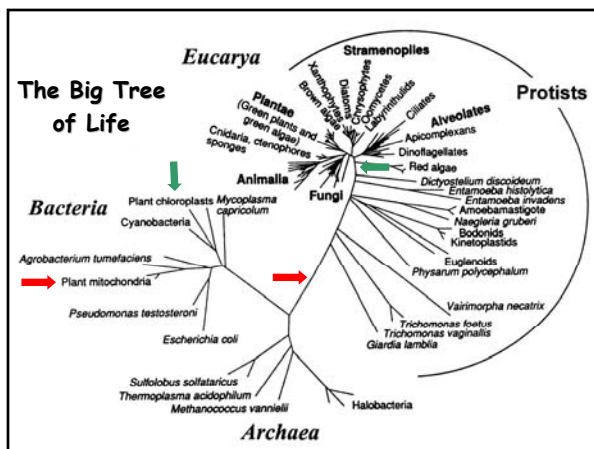 The Big Tree
of Life
Eucarya
Stramenoplies
Protists
Xanthophytes
Brown algae
Diatoms
Chrysophytes
Oomycetes
Labyrinthulids
Ciliates
Plantae
(Green plants and
green algae)
Alveolates
Apicomplexans
Dinoflagellates
Red algae
Cnidaria, ctenophores
sponges
Animalia
Fungi
Dictyostelium discoideum
Entamoeba histolytica
Entamoeba invadens
Amoebamastigote
Naegleria gruberi
Bodonids
Kinetoplastids
Euglenoids
Physarum polycephalum
Vairimorpha necatrix
Trichomonas foetus
Trichomonas vaginallis
Giardia lamblia
Bacteria
Plant chloroplasts
Mycoplasma
capricolum
Cyanobacteria
Agrobacterium tumefaciens
Plant mitochondria
Pseudomonas testosteroni
Escherichia coli
Sulfolobus solfataricus
Thermoplasma acidophilum
Methanococcus vannielii
Halobacteria
Archaea